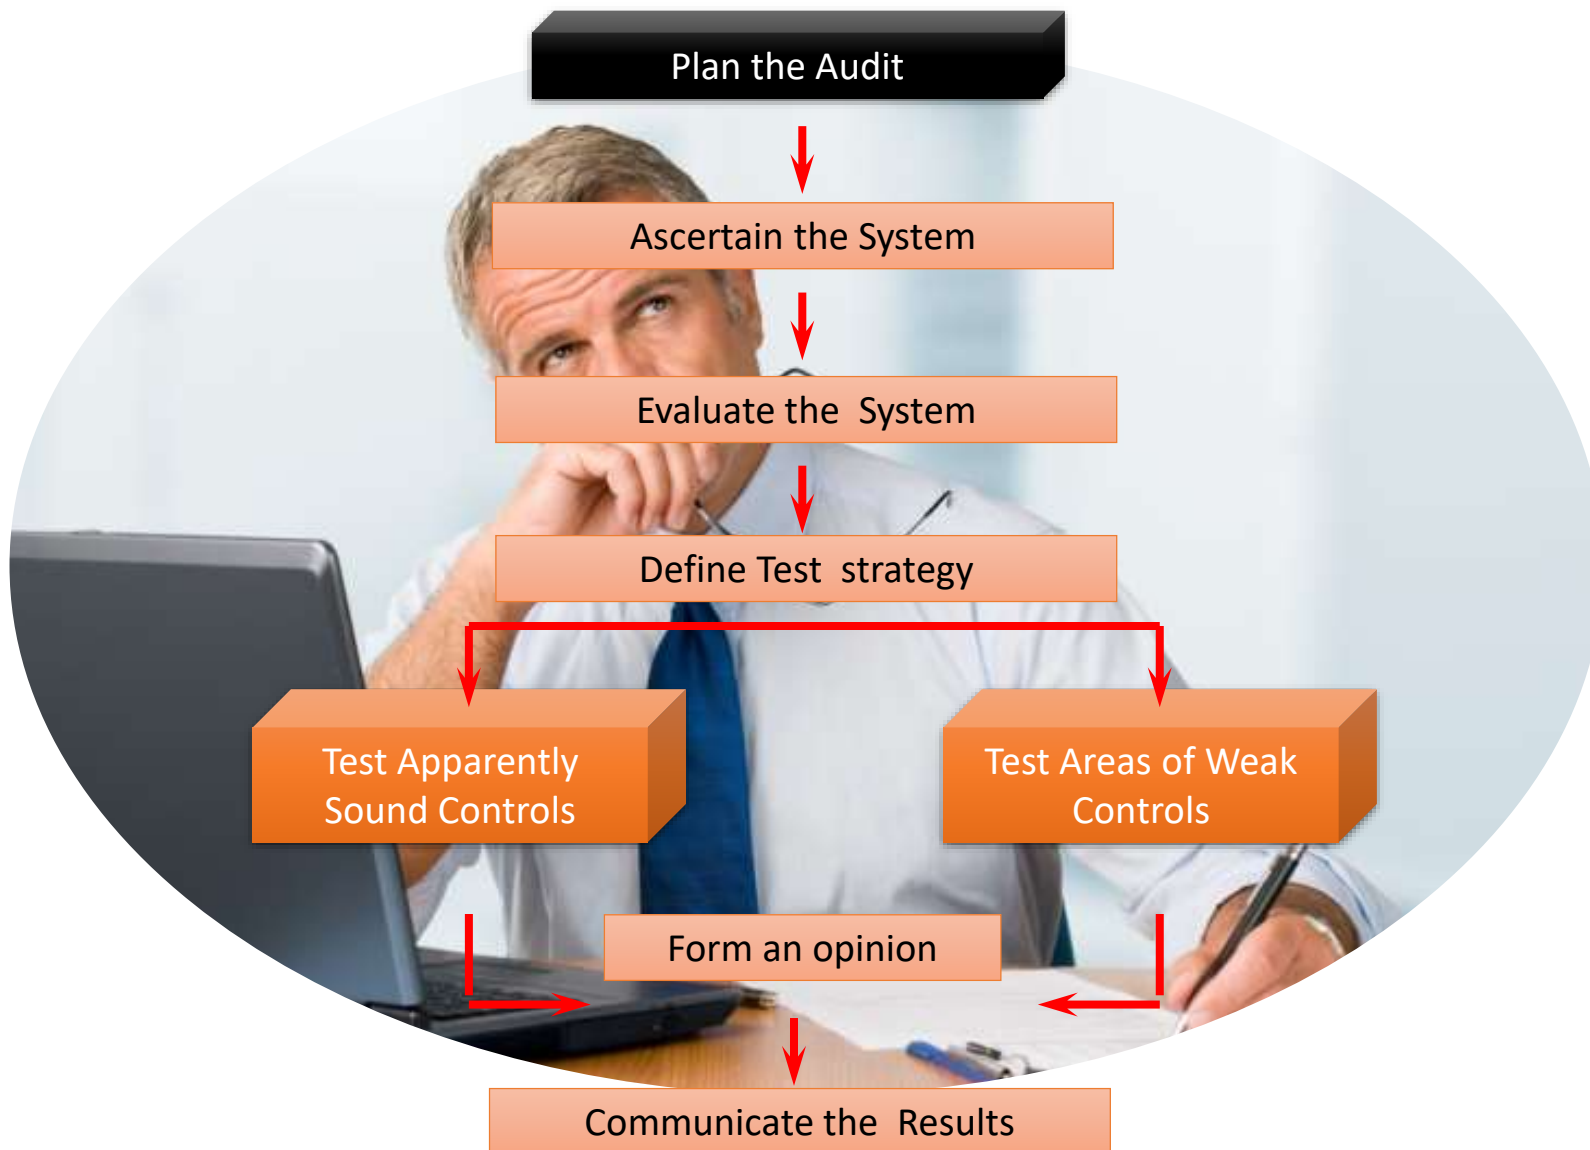 Plan the Audit
Ascertain the System
Evaluate the  System
Define Test  strategy
Test Apparently
Sound Controls
Test Areas of Weak
Controls
Form an opinion
Communicate the  Results